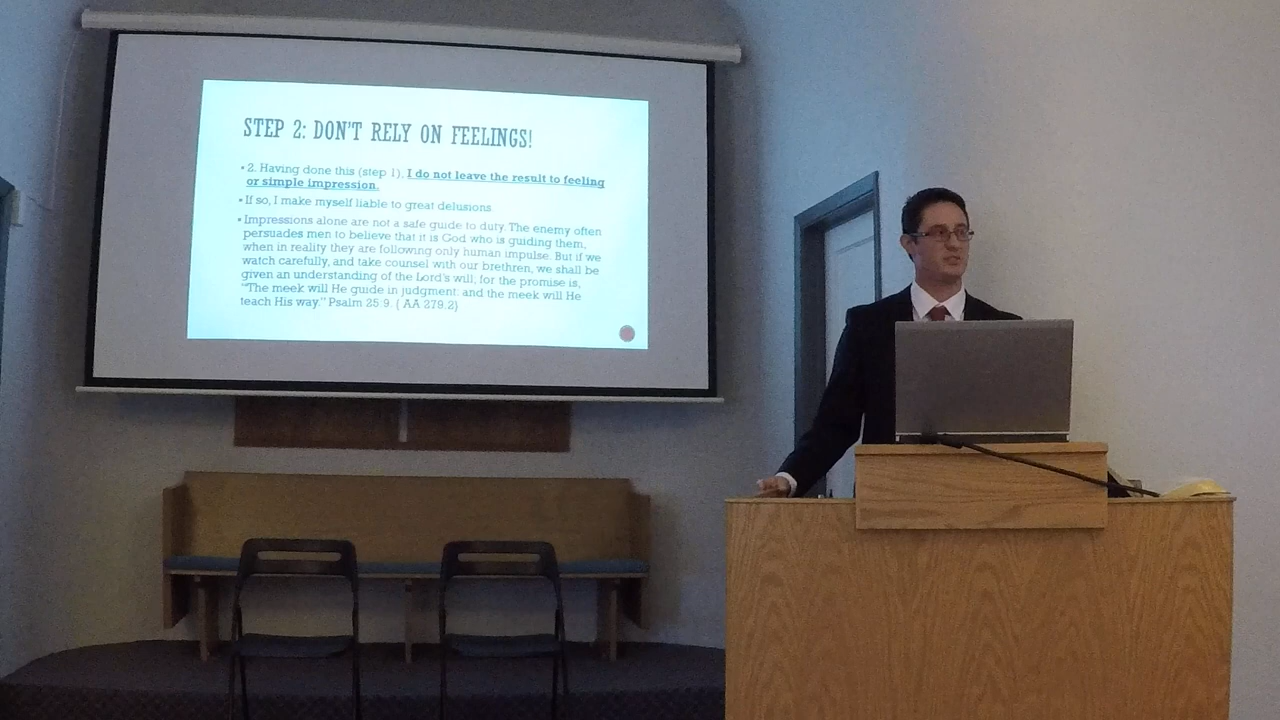 STEP 2: DON'T RELY ON FEELINGS!
▪ 2. Having done this (step 1), I do not leave the result to feeling
or simple impression.
▪ If so, I make myself liable to great delusions.
▪ Impressions alone are not a safe guide to duty. The enemy often
persuades men to believe that it is God who is guiding them,
when in reality they are following only human impulse. But if we
watch carefully, and take counsel with our brethren, we shall be
given an understanding of the Lord's will, for the promise is,
"The meek will He guide in judgment: and the meek will He
teach His way." Psalm 25:9. ( AA 279.2)